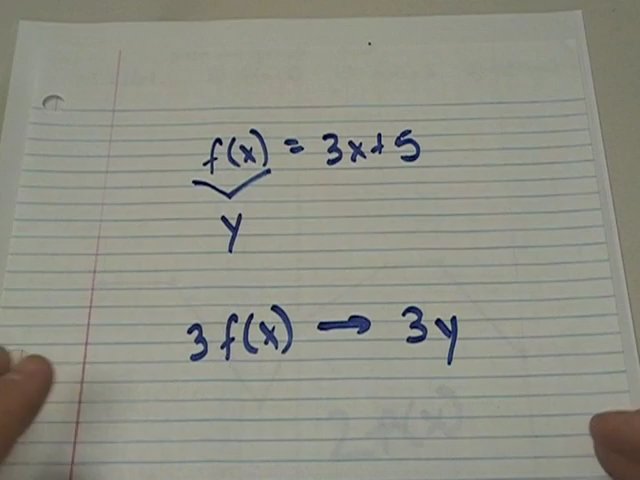 f(x) = 3x+5
y
3f(x) → 3y